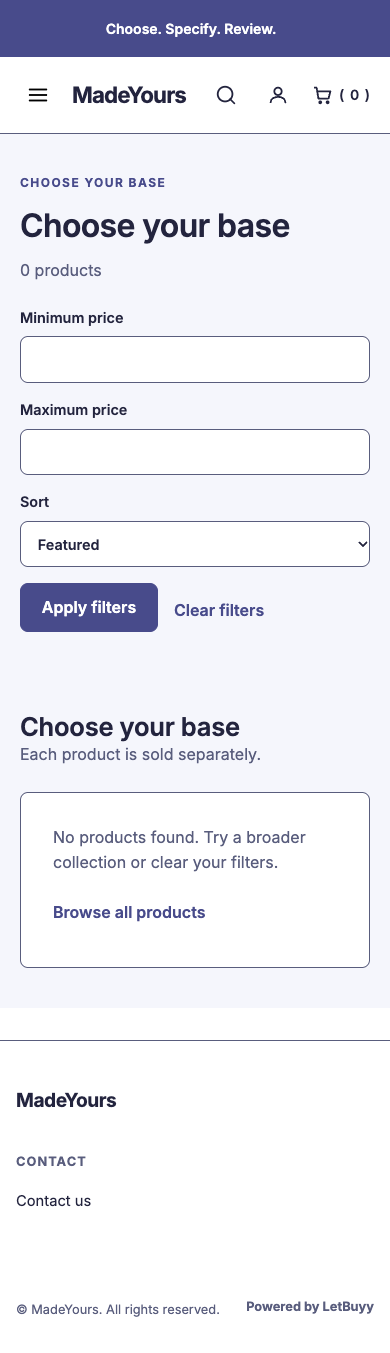 Choose. Specify. Review.
MadeYours
( 0 )
CHOOSE YOUR BASE
Choose your base
0 products
Minimum price
Maximum price
Sort
Featured
Apply filters
Clear filters
Choose your base
Each product is sold separately.
No products found. Try a broader
collection or clear your filters.
Browse all products
MadeYours
CONTACT
Contact us
© MadeYours. All rights reserved.
Powered by LetBuyy